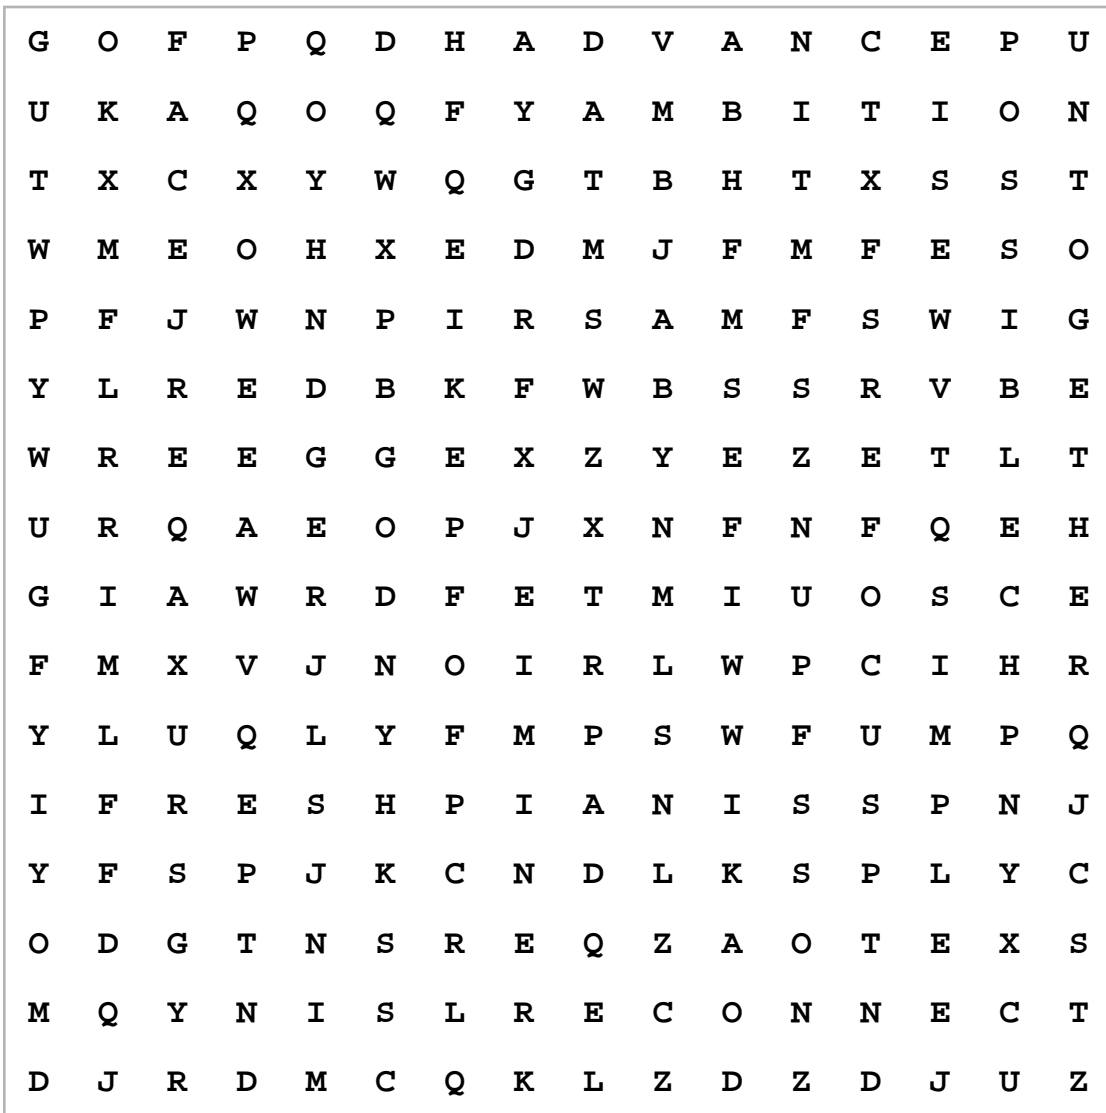 G O F P Q D H A D V A N C E P U
U K A Q O Q F Y A M B I T I O N
T X C X Y W Q G T B H T X S S T
W M E O H X E D M J F M F E S O
P F J W N P I R S A M F S W I G
Y L R E D B K F W B S S R V B E
W R E E G G E X Z Y E Z E T L T
U R Q A E O P J X N F N F Q E H
G I A W R D F E T M I U O S C E
F M X V J N O I R L W P C I H R
Y L U Q L Y F M P S W F U M P Q
I F R E S H P I A N I S S P N J
Y F S P J K C N D L K S P L Y C
O D G T N S R E Q Z A O T E X S
M Q Y N I S L R E C O N N E C T
D J R D M C Q K L Z D Z D J U Z